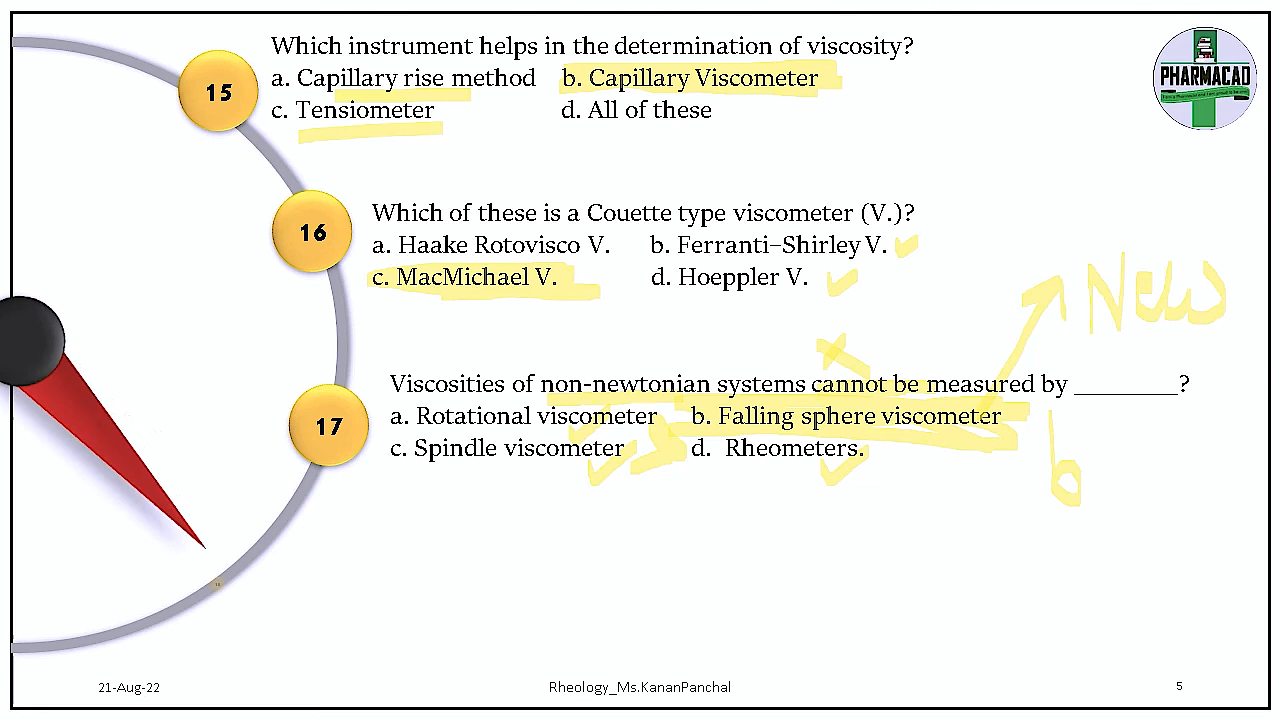 15
Which instrument helps in the determination of viscosity?
a. Capillary rise method b. Capillary Viscometer
c. Tensiometer d. All of these
PHARMACAD
16
Which of these is a Couette type viscometer (V.)?
a. Haake Rotovisco V. b. Ferranti–Shirley V.
c. MacMichael V. d. Hoeppler V.
17
Viscosities of non-newtonian systems cannot be measured by ________?
a. Rotational viscometer b. Falling sphere viscometer
c. Spindle viscometer d. Rheometers.
b
21-Aug-22 Rheology_Ms.KananPanchal 5